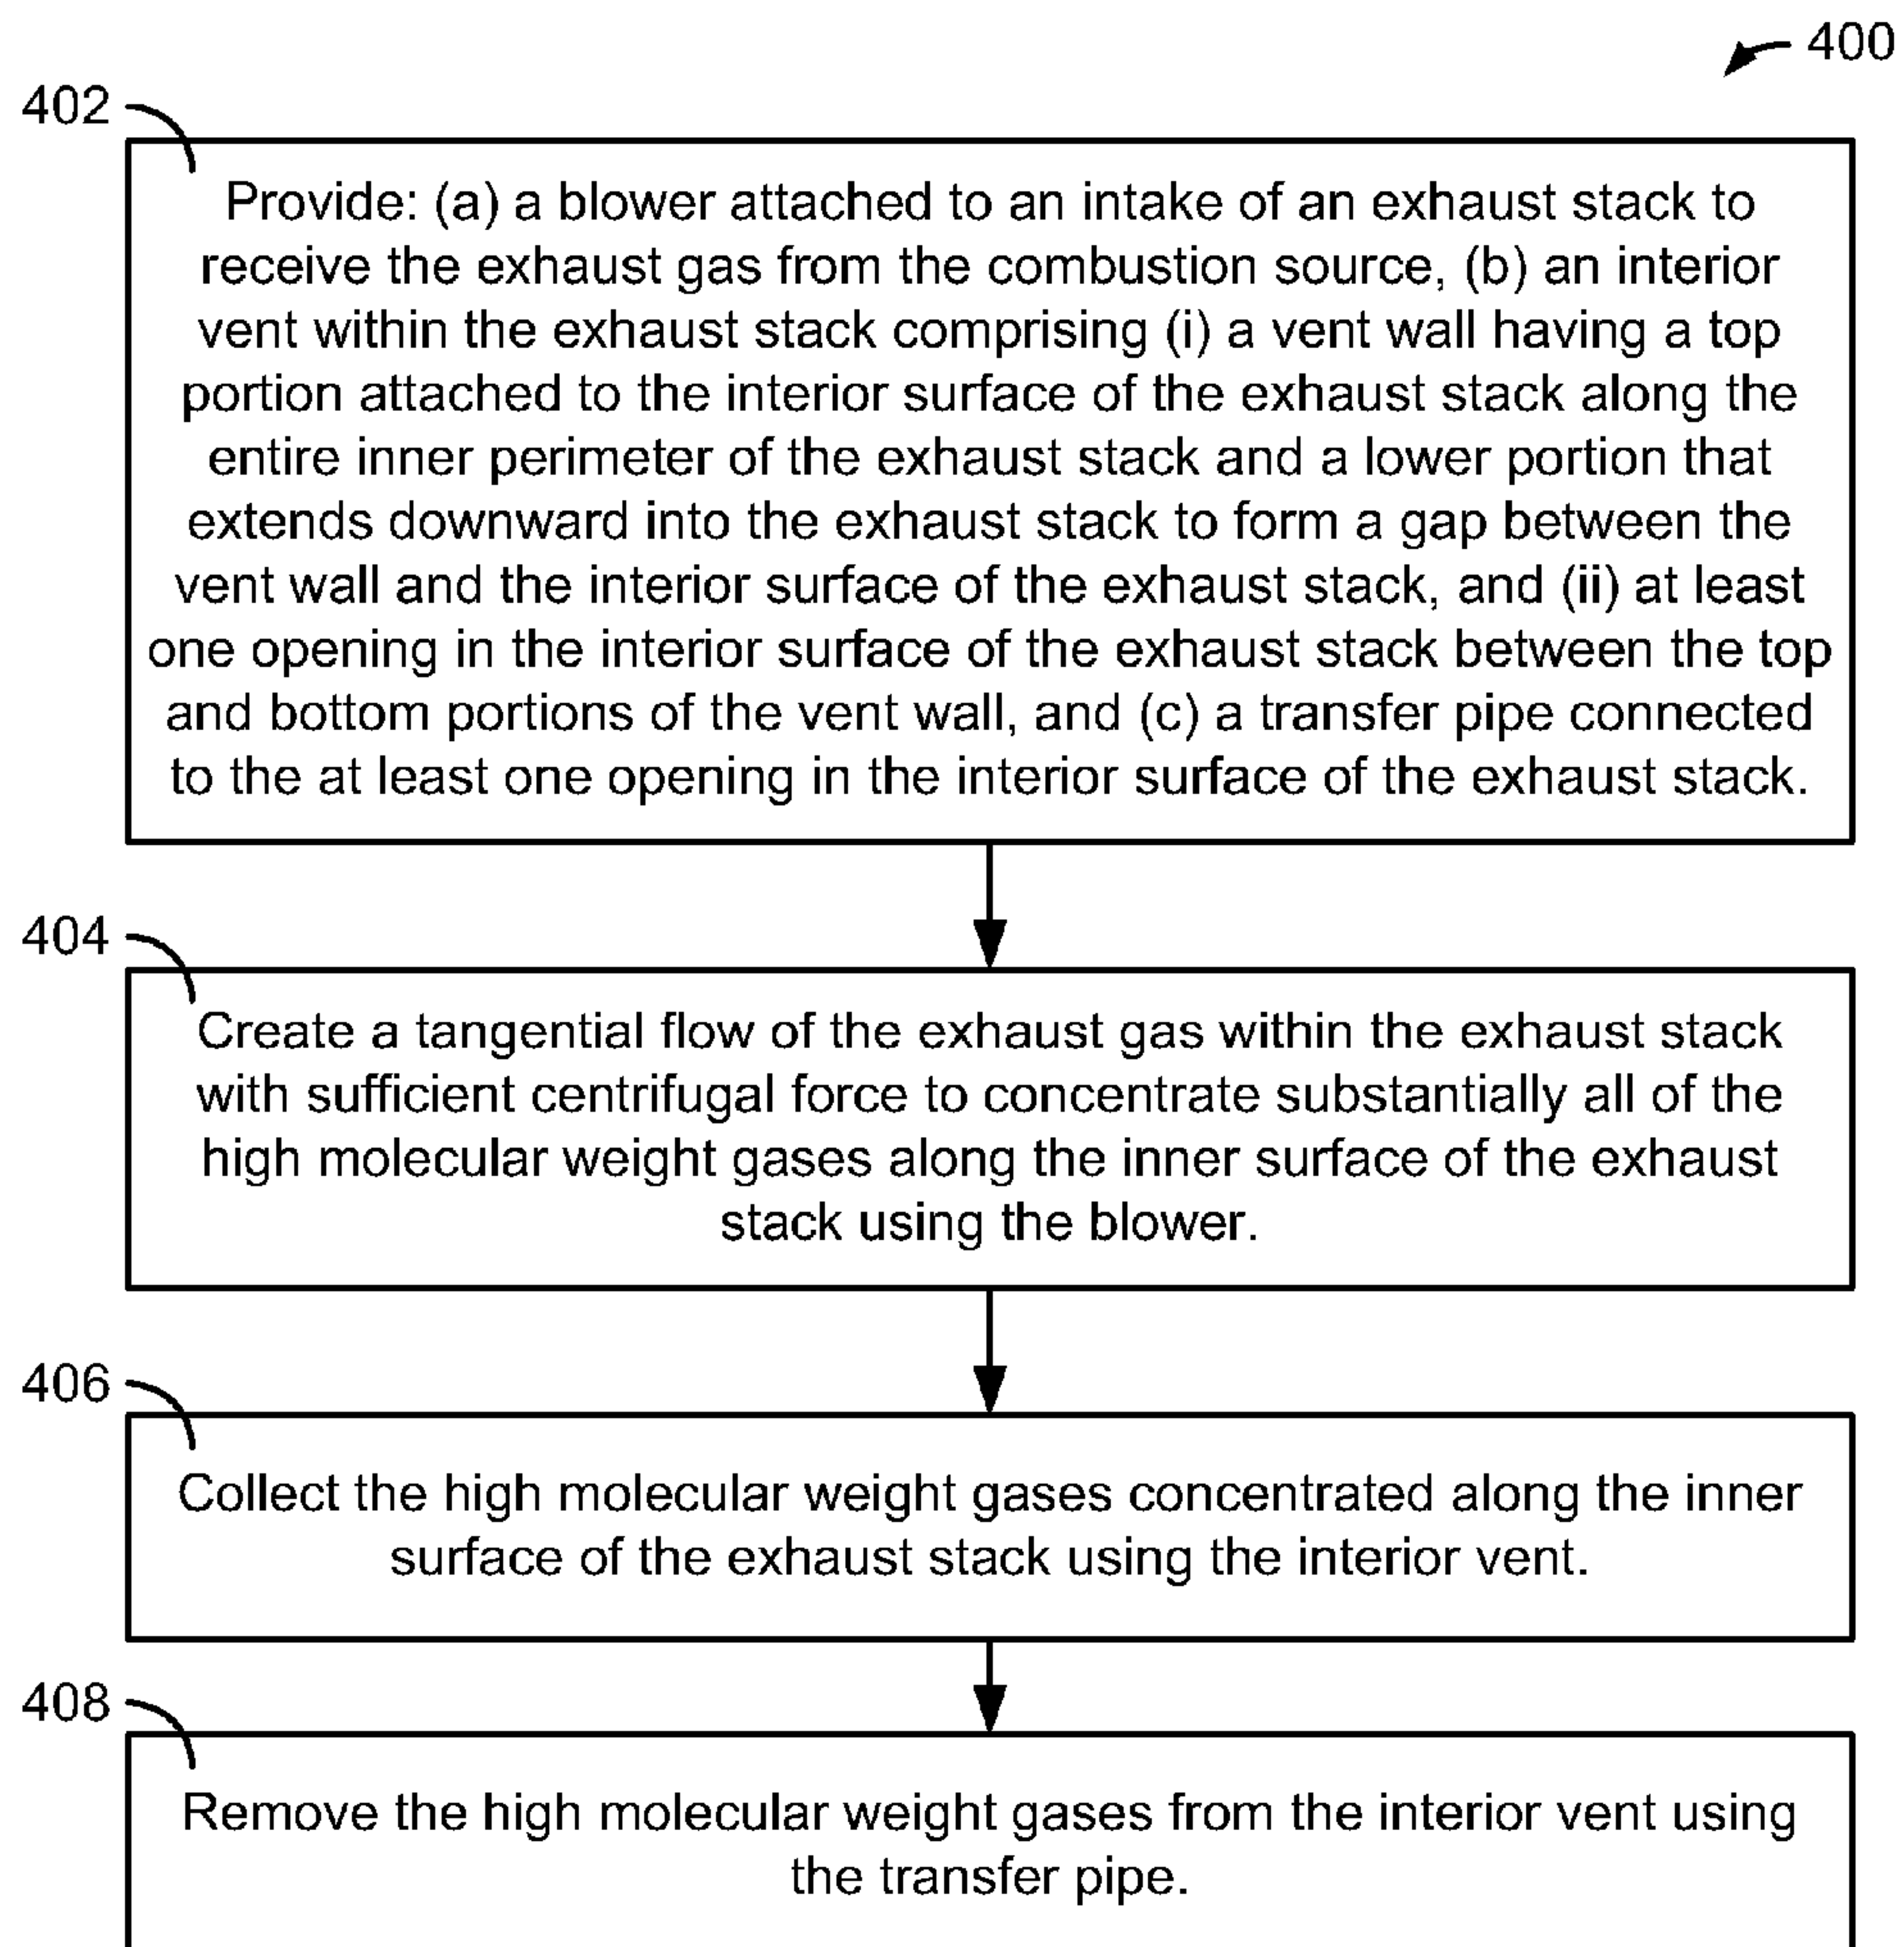 400
402
Provide: (a) a blower attached to an intake of an exhaust stack to
receive the exhaust gas from the combustion source, (b) an interior
vent within the exhaust stack comprising (i) a vent wall having a top
portion attached to the interior surface of the exhaust stack along the
entire inner perimeter of the exhaust stack and a lower portion that
extends downward into the exhaust stack to form a gap between the
vent wall and the interior surface of the exhaust stack, and (ii) at least
one opening in the interior surface of the exhaust stack between the top
and bottom portions of the vent wall, and (c) a transfer pipe connected
to the at least one opening in the interior surface of the exhaust stack.
404
Create a tangential flow of the exhaust gas within the exhaust stack
with sufficient centrifugal force to concentrate substantially all of the
high molecular weight gases along the inner surface of the exhaust
stack using the blower.
406
Collect the high molecular weight gases concentrated along the inner
surface of the exhaust stack using the interior vent.
408
Remove the high molecular weight gases from the interior vent using
the transfer pipe.